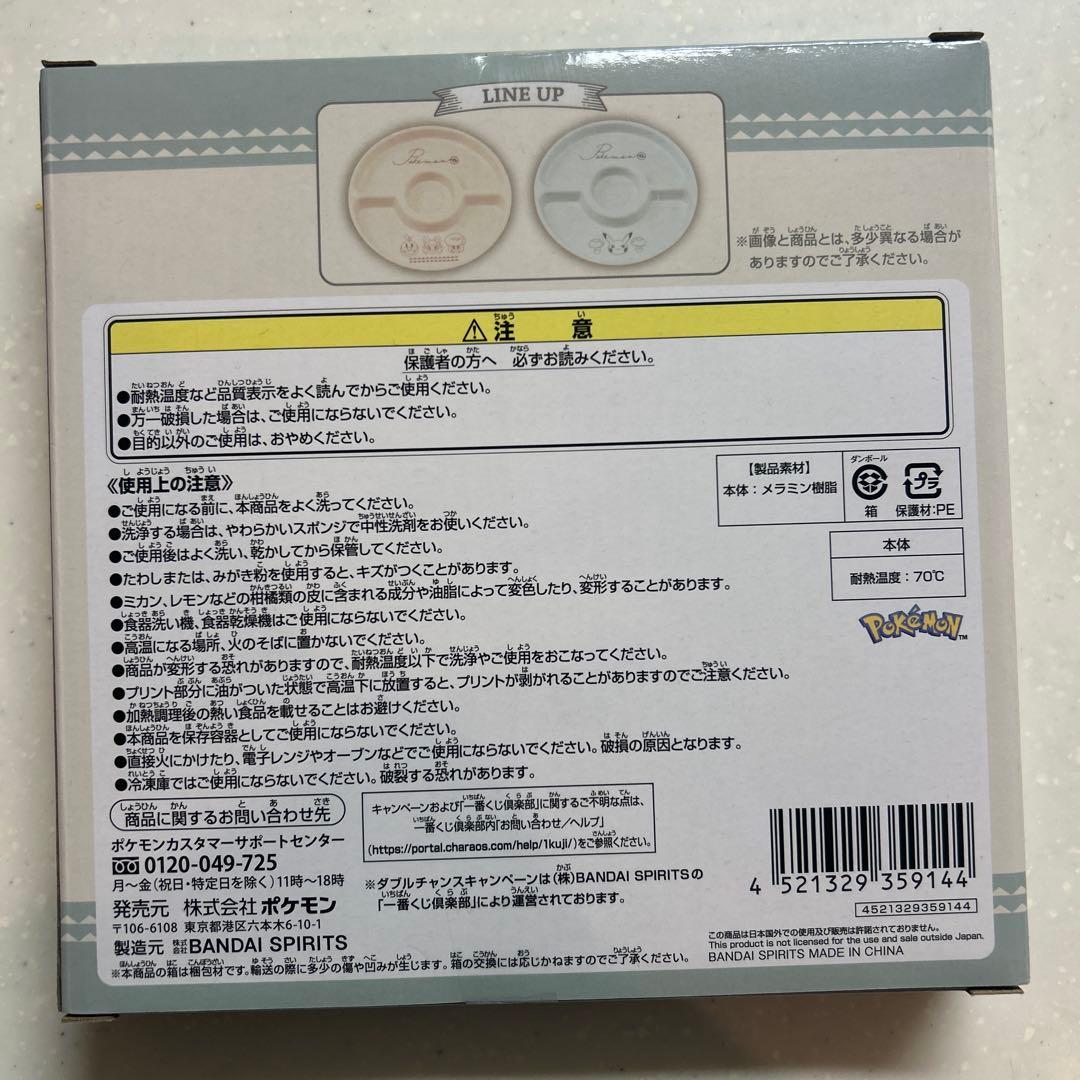 LINE UP
Pokemon
Pokemon
※画像と商品とは、多少異なる場合が
ありますのでご了承ください。
⚠注意
保護者の方へ 必ずお読みください。
●耐熱温度など品質表示をよく読んでからご使用ください。
●万一破損した場合は、ご使用にならないでください。
●目的以外のご使用は、おやめください。
《使用上の注意》
●ご使用になる前に、本商品をよく洗ってください。
●洗浄する場合は、やわらかいスポンジで中性洗剤をお使いください。
●ご使用後はよく洗い、乾かしてから保管してください。
●たわしまたは、みがき粉を使用すると、キズがつくことがあります。
●ミカン、レモンなどの柑橘類の皮に含まれる成分や油脂によって変色したり、変形することがあります。
●食器洗い機、食器乾燥機はご使用にならないでください。
●高温になる場所、火のそばに置かないでください。
●商品が変形する恐れがありますので、耐熱温度以下で洗浄やご使用をおこなってください。
●プリント部分に油がついた状態で高温下に放置すると、プリントが剥がれることがありますのでご注意ください。
●加熱調理後の熱い食品を載せることはお避けください。
●本商品を保存容器としてご使用にならないでください。
●直接火にかけたり、電子レンジやオーブンなどでご使用にならないでください。破損の原因となります。
●冷凍庫ではご使用にならないでください。破裂する恐れがあります。
【製品素材】
本体：メラミン樹脂
ダンボール
箱
プラ
保護材:PE
本体
耐熱温度：70℃
POKéMON™
商品に関するお問い合わせ先
ポケモンカスタマーサポートセンター
0120-049-725
月〜金(祝日・特定日を除く)11時〜18時
発売元 株式会社ポケモン
〒106-6108 東京都港区六本木6-10-1
製造元 株式会社BANDAI SPIRITS
※本商品の箱は梱包材です。輸送の際に多少の傷や凹みが生じます。箱の交換には応じかねますのでご了承ください。
キャンペーンおよび「一番くじ倶楽部」に関するご不明な点は、
一番くじ倶楽部内「お問い合わせ/ヘルプ」
(https://portal.charaos.com/help/1kuji/)をご参照ください。
※ダブルチャンスキャンペーンは(株)BANDAI SPIRITSの
「一番くじ倶楽部」により運営されております。
4 521329 359144
4521329359144
この商品は日本国外での使用及び販売は許諾されておりません。
This product is not licensed for the use and sale outside Japan.
BANDAI SPIRITS MADE IN CHINA